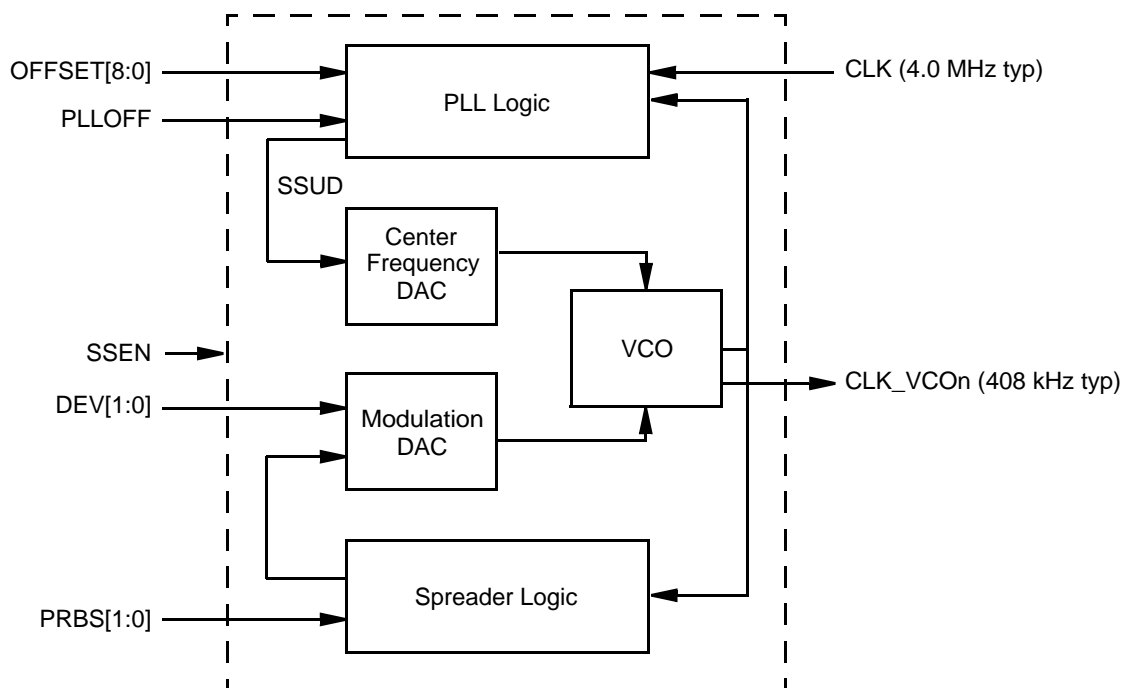 OFFSET[8:0]
PLLOFF
PLL Logic
CLK (4.0 MHz typ)
SSUD
Center
Frequency
DAC
VCO
SSEN
DEV[1:0]
Modulation
DAC
CLK_VCOn (408 kHz typ)
PRBS[1:0]
Spreader Logic